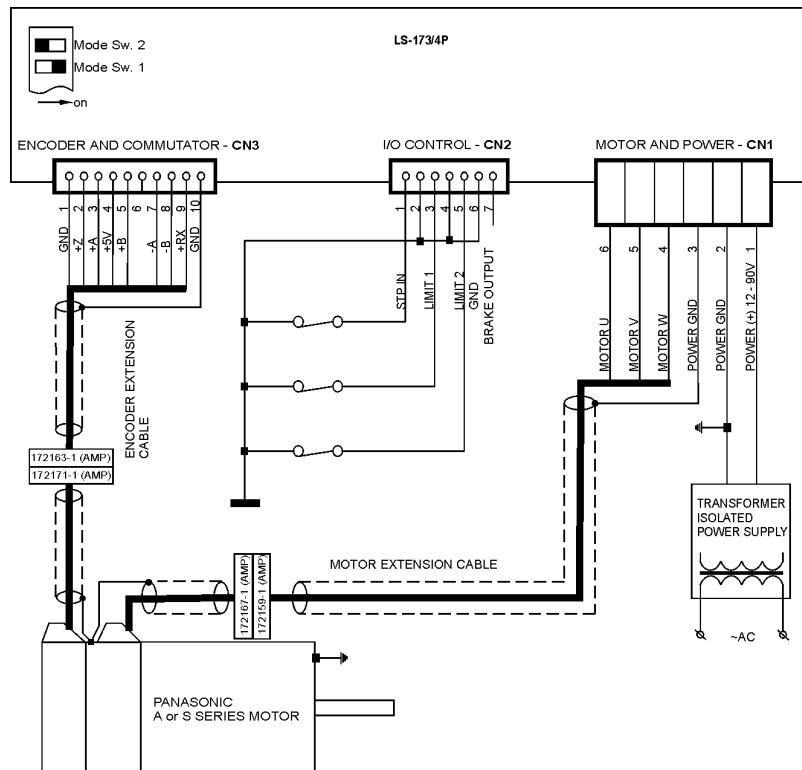 LS-173/4P
Mode Sw. 2
Mode Sw. 1
on
ENCODER AND COMMUTATOR - CN3
I/O CONTROL - CN2
MOTOR AND POWER - CN1
1 2 3 4 5 6 7 8 9 10
GND
+Z
+A
+5V
+B
-A
-B
+RX
GND
1 2 3 4 5 6 7
STP IN
LIMIT 1
LIMIT 2
GND
BRAKE OUTPUT
6 5 4 3 2 1
MOTOR U
MOTOR V
MOTOR W
POWER GND
POWER GND
POWER (+) 12 - 90V
ENCODER EXTENSION
CABLE
172163-1 (AMP)
172171-1 (AMP)
TRANSFORMER
ISOLATED
POWER SUPPLY
MOTOR EXTENSION CABLE
172167-1 (AMP)
172159-1 (AMP)
~AC
PANASONIC
A or S SERIES MOTOR